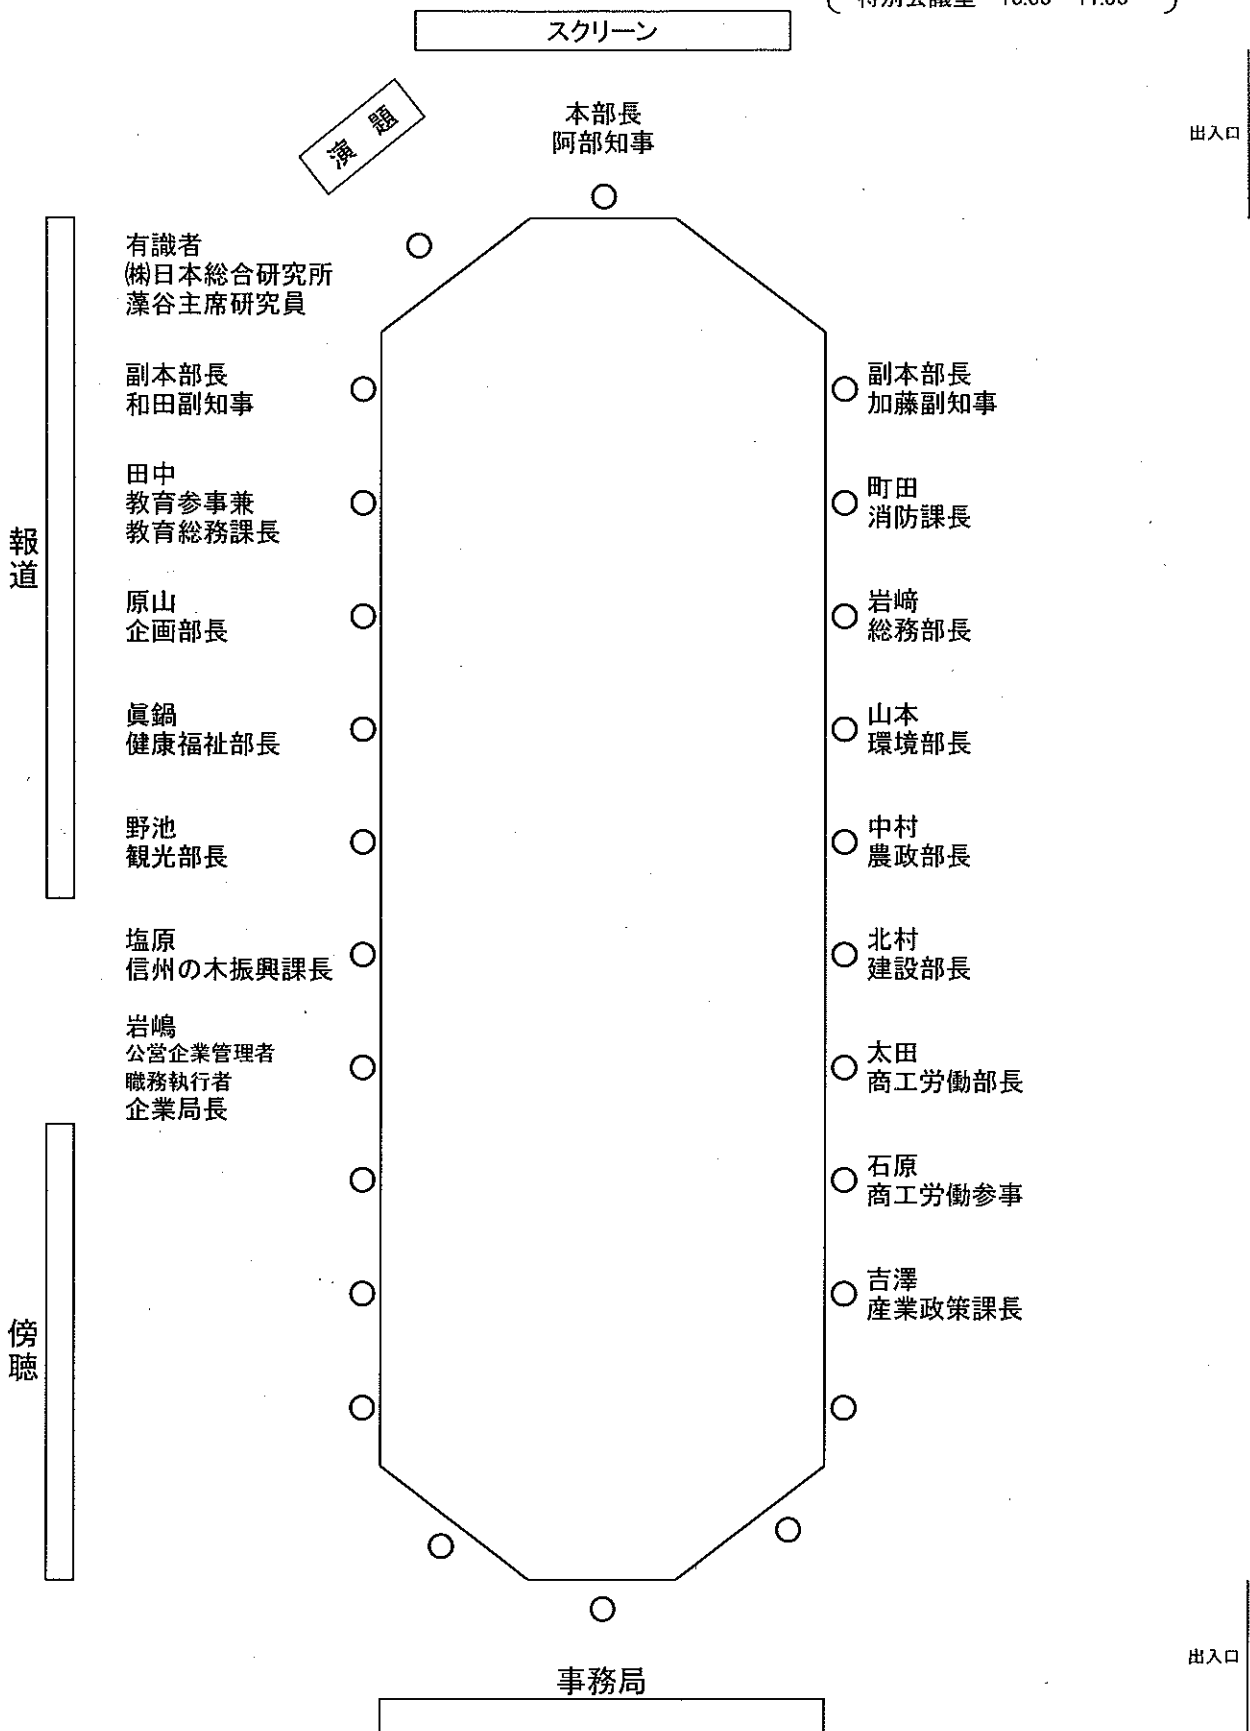 スクリーン
演題
本部長
阿部知事
出入口
有識者
㈱日本総合研究所
藻谷主席研究員
副本部長
和田副知事
副本部長
加藤副知事
田中
教育参事兼
教育総務課長
町田
消防課長
報道
原山
企画部長
岩﨑
総務部長
眞鍋
健康福祉部長
山本
環境部長
野池
観光部長
中村
農政部長
塩原
信州の木振興課長
北村
建設部長
岩嶋
公営企業管理者
職務執行者
企業局長
太田
商工労働部長
石原
商工労働参事
吉澤
産業政策課長
傍聴
出入口
事務局